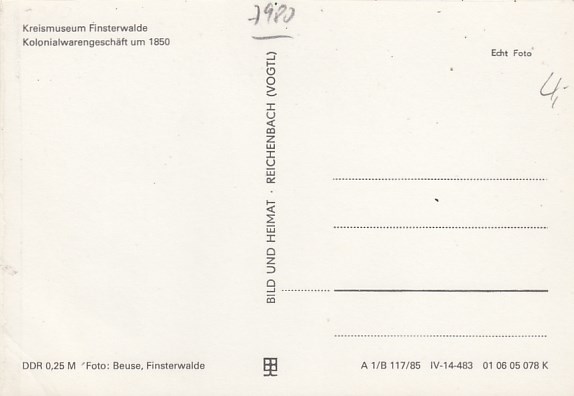 7980
Kreismuseum Finsterwalde
Kolonialwarengeschäft um 1850
Echt Foto
4,-
BILD UND HEIMAT · REICHENBACH (VOGTL)
DDR 0,25 M Foto: Beuse, Finsterwalde
A 1/B 117/85 IV-14-483 01 06 05 078 K